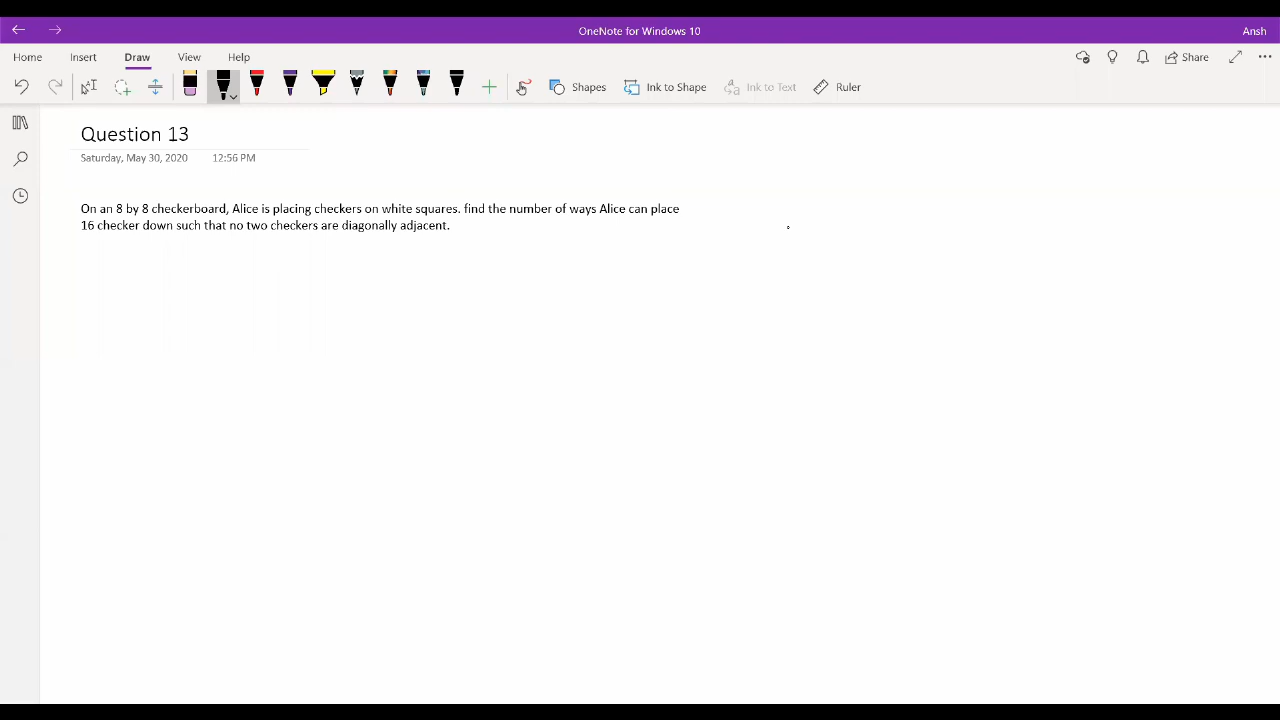 OneNote for Windows 10
Ansh
Home Insert Draw View Help
Share
Shapes Ink to Shape Ink to Text Ruler
Question 13
Saturday, May 30, 2020 12:56 PM
On an 8 by 8 checkerboard, Alice is placing checkers on white squares. find the number of ways Alice can place
16 checker down such that no two checkers are diagonally adjacent.